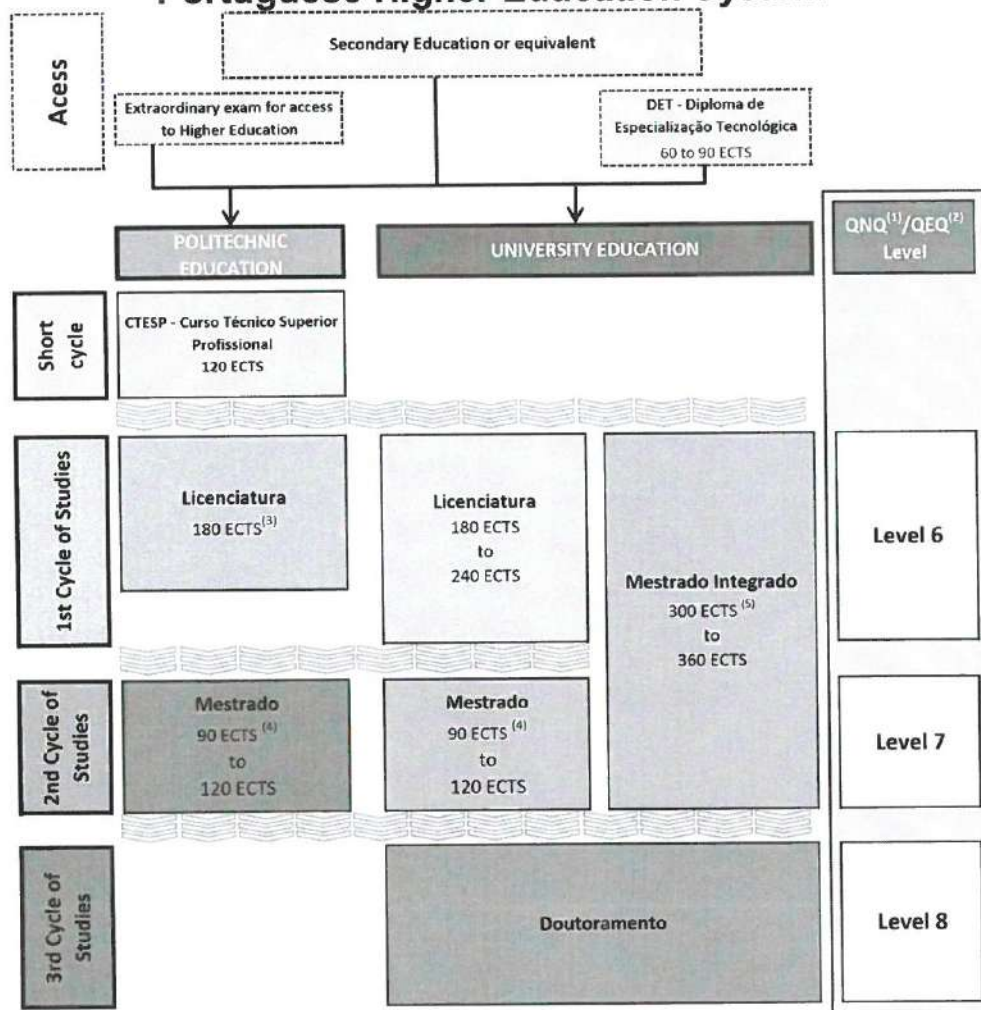 Portuguese Higher Education System
Acess
Secondary Education or equivalent
Extraordinary exam for access
to Higher Education
DET - Diploma de
Especialização Tecnológica
60 to 90 ECTS
POLITECHNIC
EDUCATION
UNIVERSITY EDUCATION
QNQ(1)/QEQ(2)
Level
Short
cycle
CTESP - Curso Técnico Superior
Profissional
120 ECTS
1st Cycle of Studies
Licenciatura
180 ECTS(3)
Licenciatura
180 ECTS
to
240 ECTS
Mestrado Integrado
300 ECTS (5)
to
360 ECTS
Level 6
2nd Cycle of
Studies
Mestrado
90 ECTS (4)
to
120 ECTS
Mestrado
90 ECTS (4)
to
120 ECTS
Level 7
3rd Cycle of
Studies
Doutoramento
Level 8